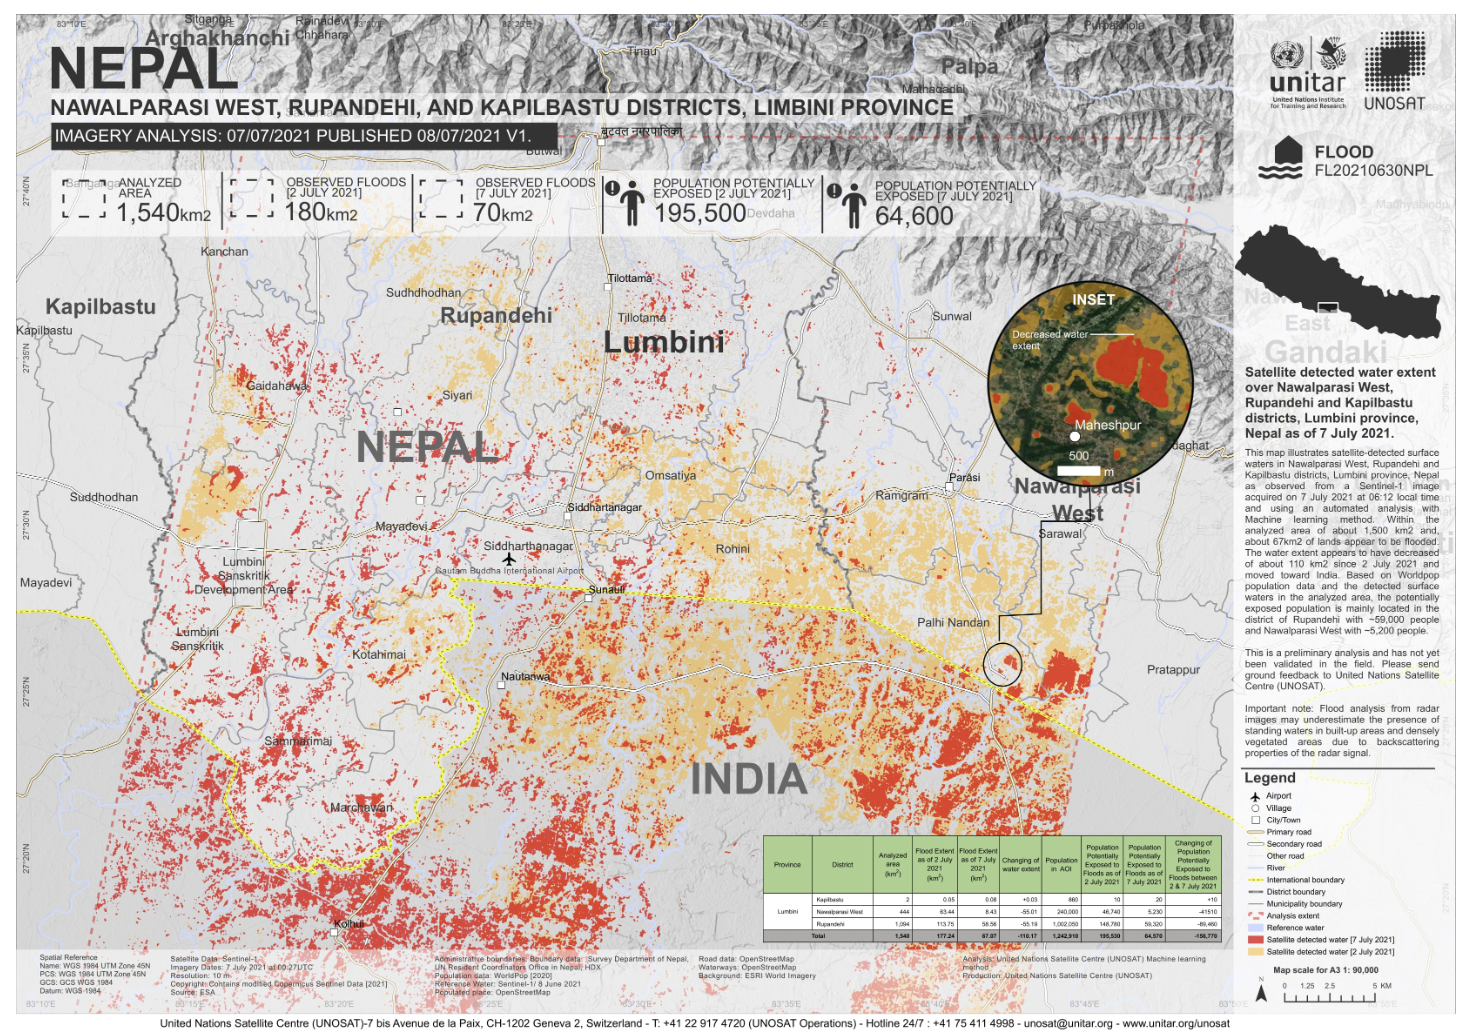 NEPAL
NAWALPARASI WEST, RUPANDEHI, AND KAPILBASTU DISTRICTS, LIMBINI PROVINCE
IMAGERY ANALYSIS: 07/07/2021 PUBLISHED 08/07/2021 V1.
ANALYZED AREA
1,540km2
OBSERVED FLOODS [2 JULY 2021]
180km2
OBSERVED FLOODS [7 JULY 2021]
70km2
POPULATION POTENTIALLY EXPOSED [2 JULY 2021]
195,500
POPULATION POTENTIALLY EXPOSED [7 JULY 2021]
64,600
Sitganga
Arghakhanchi
Rainadevi Chhahara
Tinau
Palpa
Mathagadhi
Purbakhola
बुटवल नगरपालिका
Butwal
Banganga
Devdaha
Kanchan
Kapilbastu
Kapilbastu
Sudhdhodhan
Rupandehi
Tilottama
Tillotama
Lumbini
Sunwal
Gaidahawa
Siyari
NEPAL
Omsatiya
Suddhodhan
Mayadevi
Siddhartanagar
Siddharthanagar
Gautam Buddha International Airport
Rohini
Ramgram
Parasi
Nawalparasi
West
Sarawal
Lumbini
Sanskritik
Development Area
Mayadevi
Sunauli
Lumbini
Sanskritik
Kotahimai
Palhi Nandan
Nautanwa
Pratappur
Sammarimai
INDIA
Marchawari
Kolhui
INSET
Decreased water extent
Maheshpur
500
m
unitar
United Nations Institute
for Training and Research
UNOSAT
FLOOD
FL20210630NPL
Madhyabindu
East
Gandaki
Satellite detected water extent
over Nawalparasi West,
Rupandehi and Kapilbastu
districts, Lumbini province,
Nepal as of 7 July 2021.
This map illustrates satellite-detected surface
waters in Nawalparasi West, Rupandehi and
Kapilbastu districts, Lumbini province, Nepal
as observed from a Sentinel-1 image
acquired on 7 July 2021 at 06:12 local time
and using an automated analysis with
Machine learning method. Within the
analyzed area of about 1,500 km2 and,
about 67km2 of lands appear to be flooded.
The water extent appears to have decreased
of about 110 km2 since 2 July 2021 and
moved toward India. Based on Worldpop
population data and the detected surface
waters in the analyzed area, the potentially
exposed population is mainly located in the
district of Rupandehi with ~59,000 people
and Nawalparasi West with ~5,200 people.
This is a preliminary analysis and has not yet
been validated in the field. Please send
ground feedback to United Nations Satellite
Centre (UNOSAT).
Important note: Flood analysis from radar
images may underestimate the presence of
standing waters in built-up areas and densely
vegetated areas due to backscattering
properties of the radar signal.
Legend
Airport
Village
City/Town
Primary road
Secondary road
Other road
River
International boundary
District boundary
Municipality boundary
Analysis extent
Reference water
Satellite detected water [7 July 2021]
Satellite detected water [2 July 2021]
Map scale for A3 1: 90,000
N
0 1.25 2.5 5 KM
Province District Analyzed area (km2) Flood Extent as of 2 July 2021 (km2) Flood Extent as of 7 July 2021 (km2) Changing of water extent Population in AOI Population Potentially Exposed to Floods as of 2 July 2021 Population Potentially Exposed to Floods as of 7 July 2021 Changing of Population Potentially Exposed to Floods between 2 & 7 July 2021
Lumbini
Kapilbastu 2 0.05 0.08 +0.03 860 10 20 +10
Nawalparasi West 444 63.44 8.43 -55.01 240,000 46,740 5,230 -41510
Rupandehi 1,094 113.75 58.56 -55.19 1,002,050 148,780 59,320 -89,460
Total 1,540 177.24 67.07 -110.17 1,242,910 195,530 64,570
Spatial Reference
Name: WGS 1984 UTM Zone 45N
PCS: WGS 1984 UTM Zone 45N
GCS: GCS WGS 1984
Datum: WGS 1984
Satellite Data: Sentinel-1
Imagery Dates: 7 July 2021 at 00:27UTC
Resolution: 10 m
Copyright: Contains modified Copernicus Sentinel Data [2021]
Source: ESA
Administrative boundaries: Boundary data: Survey Department of Nepal,
UN Resident Coordinators Office in Nepal, HDX
Population data: WorldPop [2020]
Reference Water: Sentinel-1/ 8 June 2021
Populated place: OpenStreetMap
Road data: OpenStreetMap
Waterways: OpenStreetMap
Background: ESRI World Imagery
Analysis: United Nations Satellite Centre (UNOSAT) Machine learning
method
Production: United Nations Satellite Centre (UNOSAT)
83°10'E 83°15'E 83°20'E 83°30'E 83°35'E 83°40'E 83°45'E
27°40'N
27°35'N
27°30'N
27°25'N
27°20'N
United Nations Satellite Centre (UNOSAT)-7 bis Avenue de la Paix, CH-1202 Geneva 2, Switzerland - T: +41 22 917 4720 (UNOSAT Operations) - Hotline 24/7 : +41 75 411 4998 - unosat@unitar.org - www.unitar.org/unosat